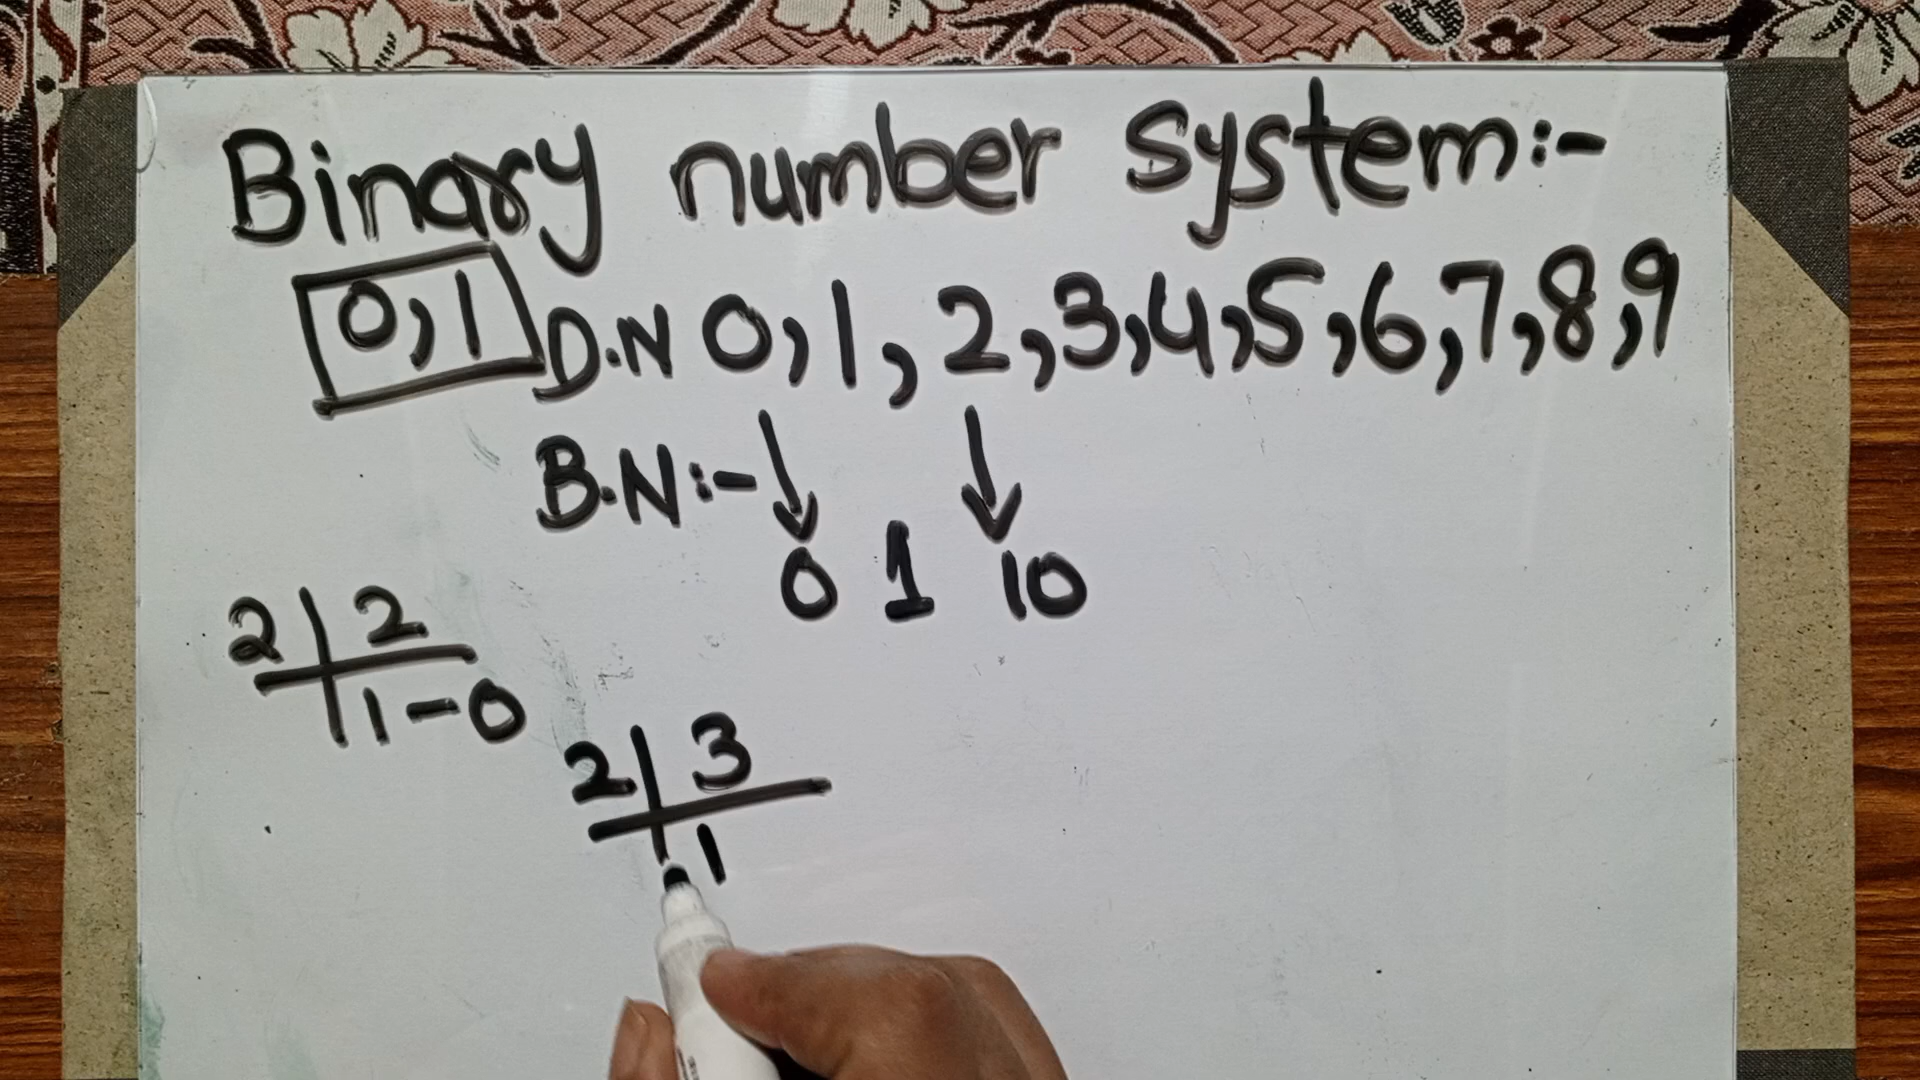 Binary number System:-
0,1 D.N 0,1,2,3,4,5,6,7,8,9
B.N:-
0 1 10
2 2
1-0
2 3
1